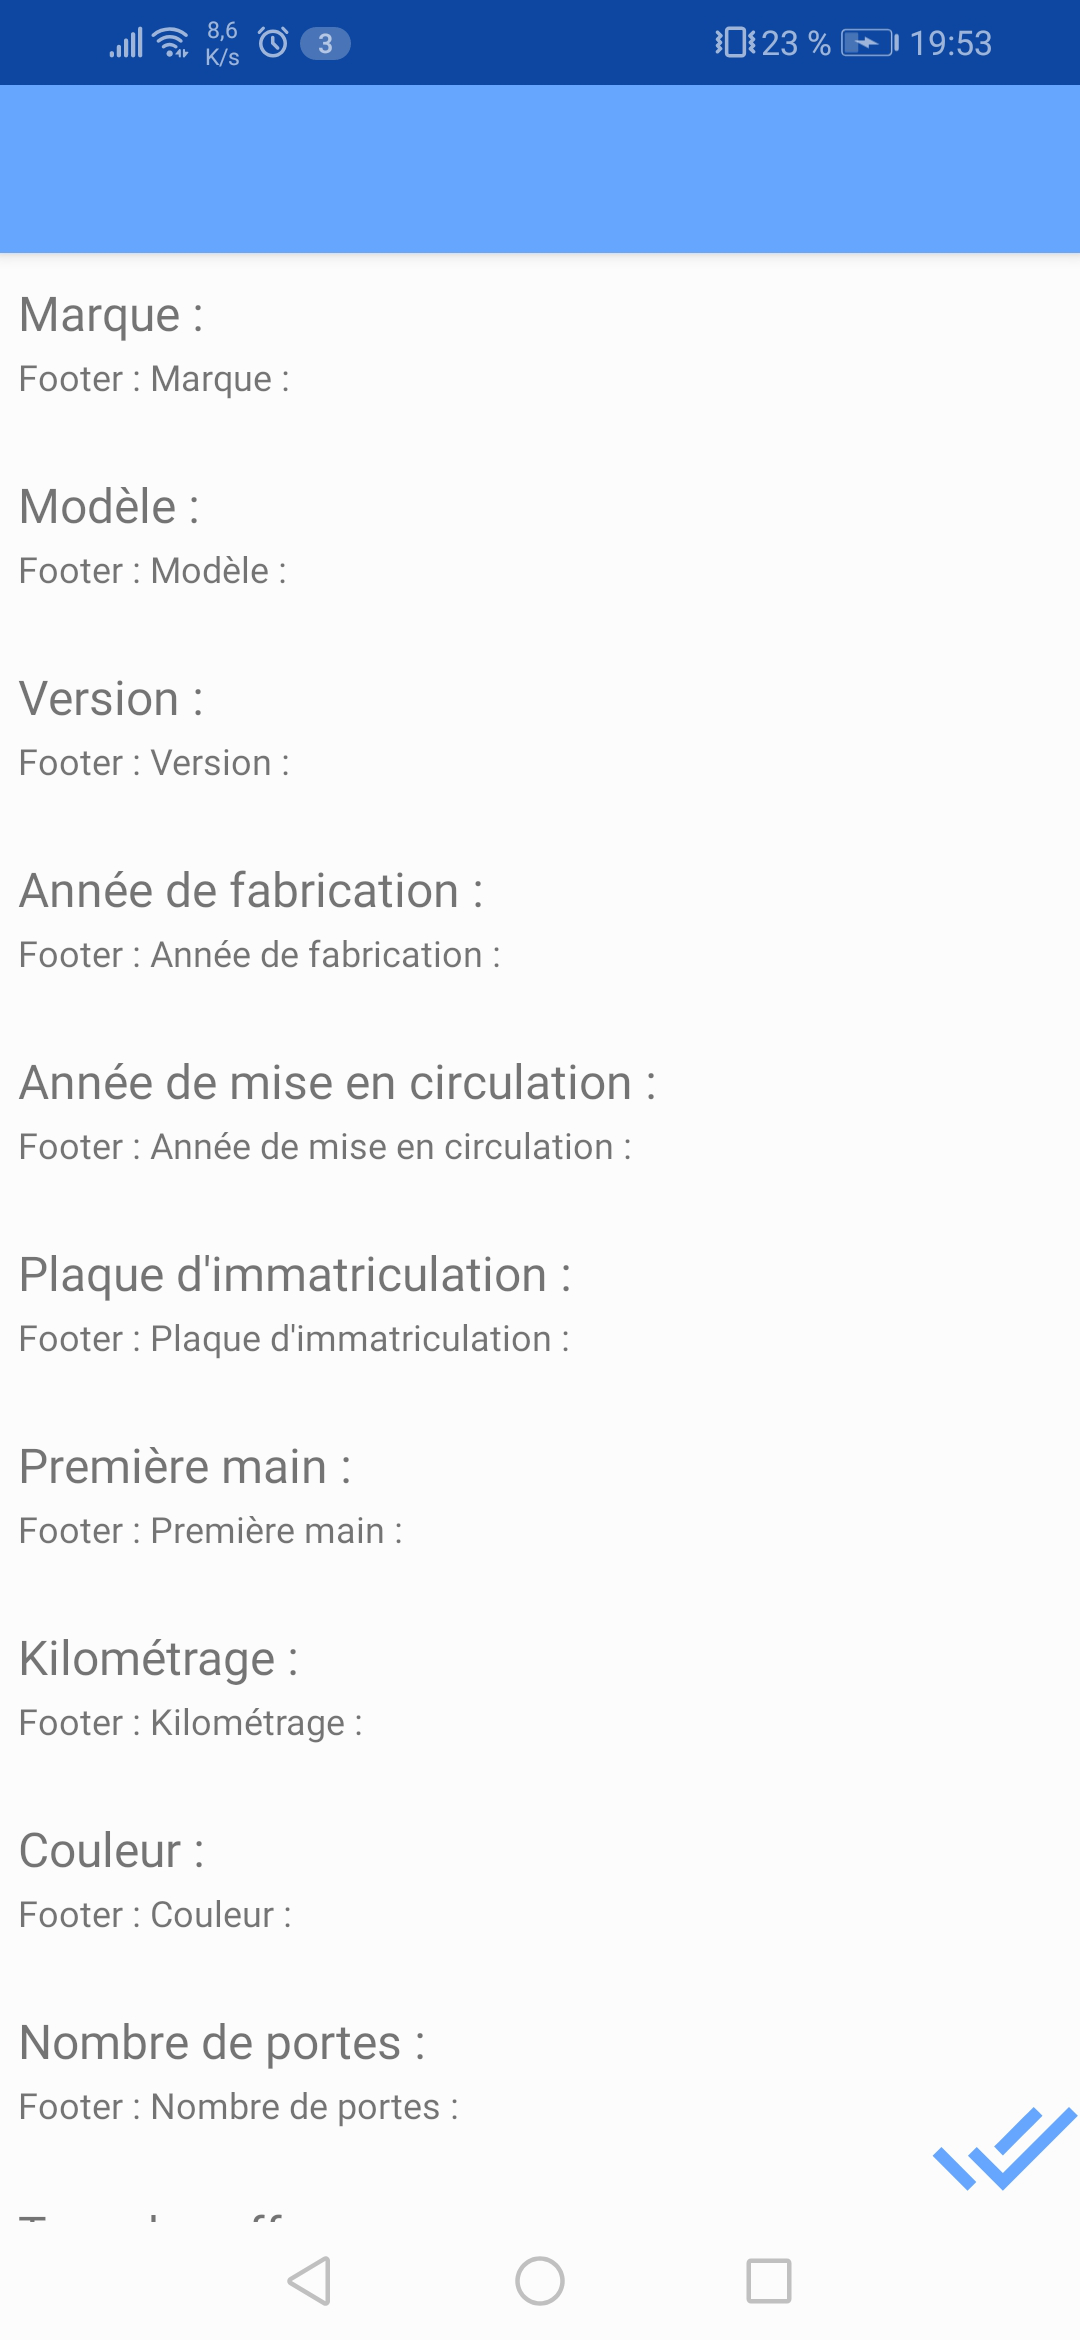 8,6
K/s
3
23 %
19:53
Marque :
Footer : Marque :
Modèle :
Footer : Modèle :
Version :
Footer : Version :
Année de fabrication :
Footer : Année de fabrication :
Année de mise en circulation :
Footer : Année de mise en circulation :
Plaque d'immatriculation :
Footer : Plaque d'immatriculation :
Première main :
Footer : Première main :
Kilométrage :
Footer : Kilométrage :
Couleur :
Footer : Couleur :
Nombre de portes :
Footer : Nombre de portes :